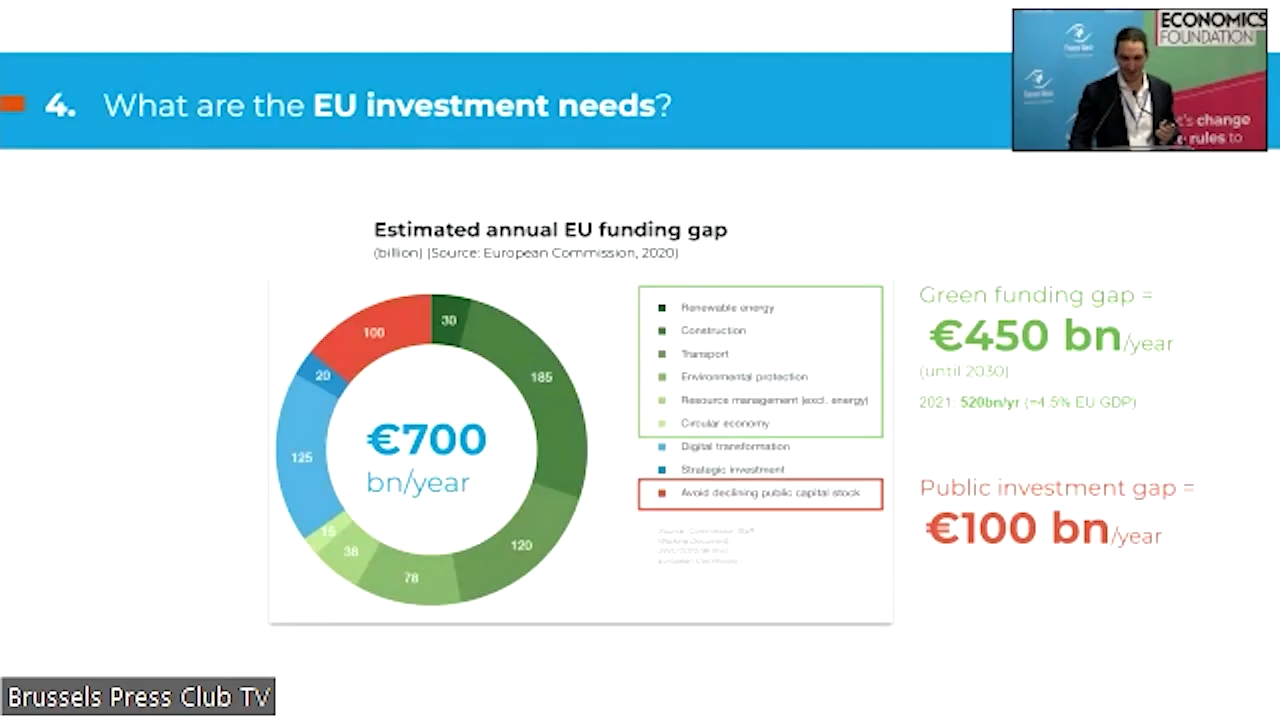 4. What are the EU investment needs?
ECONOMICS
FOUNDATION
change
rules to
Estimated annual EU funding gap
(billion) (Source: European Commission, 2020)
30
185
120
78
38
15
125
20
100
€700
bn/year
Renewable energy
Construction
Transport
Environmental protection
Resource management (excl. energy)
Circular economy
Digital transformation
Strategic investment
Avoid declining public capital stock
Green funding gap =
€450 bn/year
(until 2030)
2021: 520bn/yr (~4.5% EU GDP)
Public investment gap =
€100 bn/year
Brussels Press Club TV